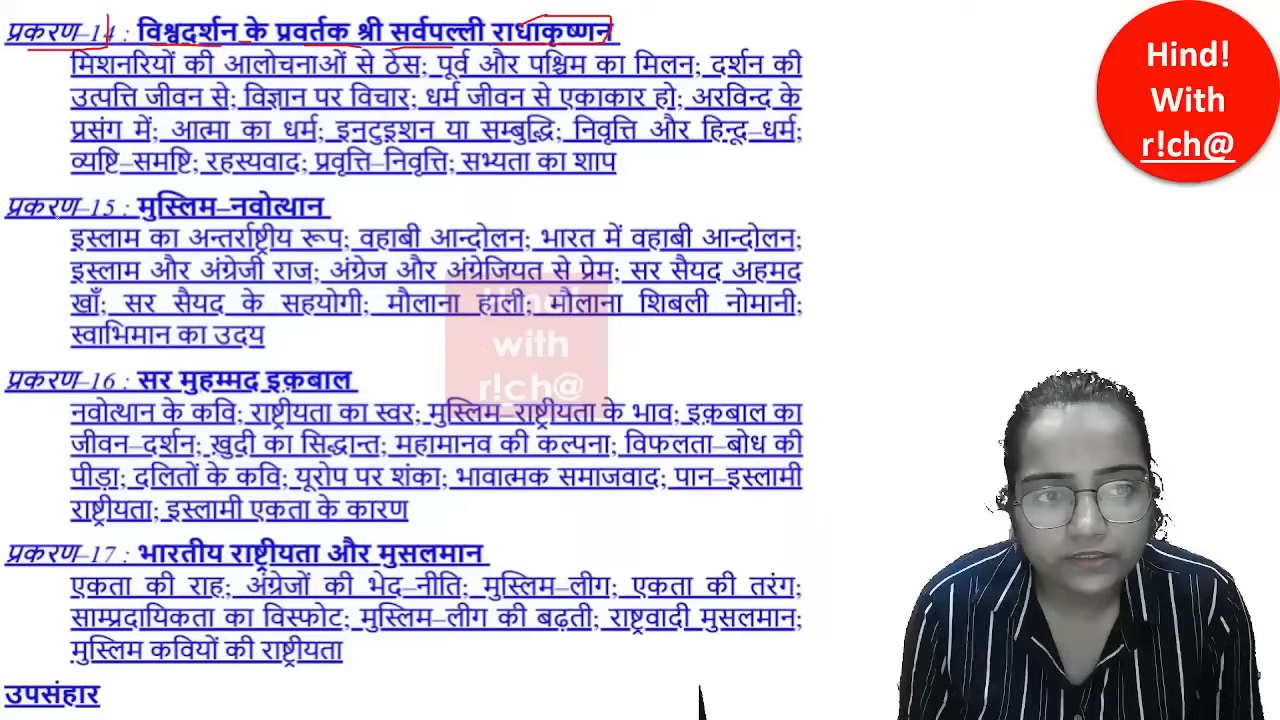 प्रकरण–14 : विश्वदर्शन के प्रवर्तक श्री सर्वपल्ली राधाकृष्णन
मिशनरियों की आलोचनाओं से ठेस; पूर्व और पश्चिम का मिलन; दर्शन की
उत्पत्ति जीवन से; विज्ञान पर विचार; धर्म जीवन से एकाकार हो; अरविन्द के
प्रसंग में; आत्मा का धर्म; इनटुइशन या सम्बुद्धि; निवृत्ति और हिन्दू–धर्म;
व्यष्टि–समष्टि; रहस्यवाद; प्रवृत्ति–निवृत्ति; सभ्यता का शाप
प्रकरण–15 : मुस्लिम–नवोत्थान
इस्लाम का अन्तर्राष्ट्रीय रूप; वहाबी आन्दोलन; भारत में वहाबी आन्दोलन;
इस्लाम और अंग्रेजी राज; अंग्रेज और अंग्रेजियत से प्रेम; सर सैयद अहमद
खाँ; सर सैयद के सहयोगी; मौलाना हाली; मौलाना शिबली नोमानी;
स्वाभिमान का उदय
प्रकरण–16 : सर मुहम्मद इक़बाल
नवोत्थान के कवि; राष्ट्रीयता का स्वर; मुस्लिम–राष्ट्रीयता के भाव; इक़बाल का
जीवन–दर्शन; ख़ुदी का सिद्धान्त; महामानव की कल्पना; विफलता–बोध की
पीड़ा; दलितों के कवि; यूरोप पर शंका; भावात्मक समाजवाद; पान–इस्लामी
राष्ट्रीयता; इस्लामी एकता के कारण
प्रकरण–17 : भारतीय राष्ट्रीयता और मुसलमान
एकता की राह; अंग्रेजों की भेद–नीति; मुस्लिम–लीग; एकता की तरंग;
साम्प्रदायिकता का विस्फोट; मुस्लिम–लीग की बढ़ती; राष्ट्रवादी मुसलमान;
मुस्लिम कवियों की राष्ट्रीयता
उपसंहार
Hind!
With
r!ch@
with
r!ch@